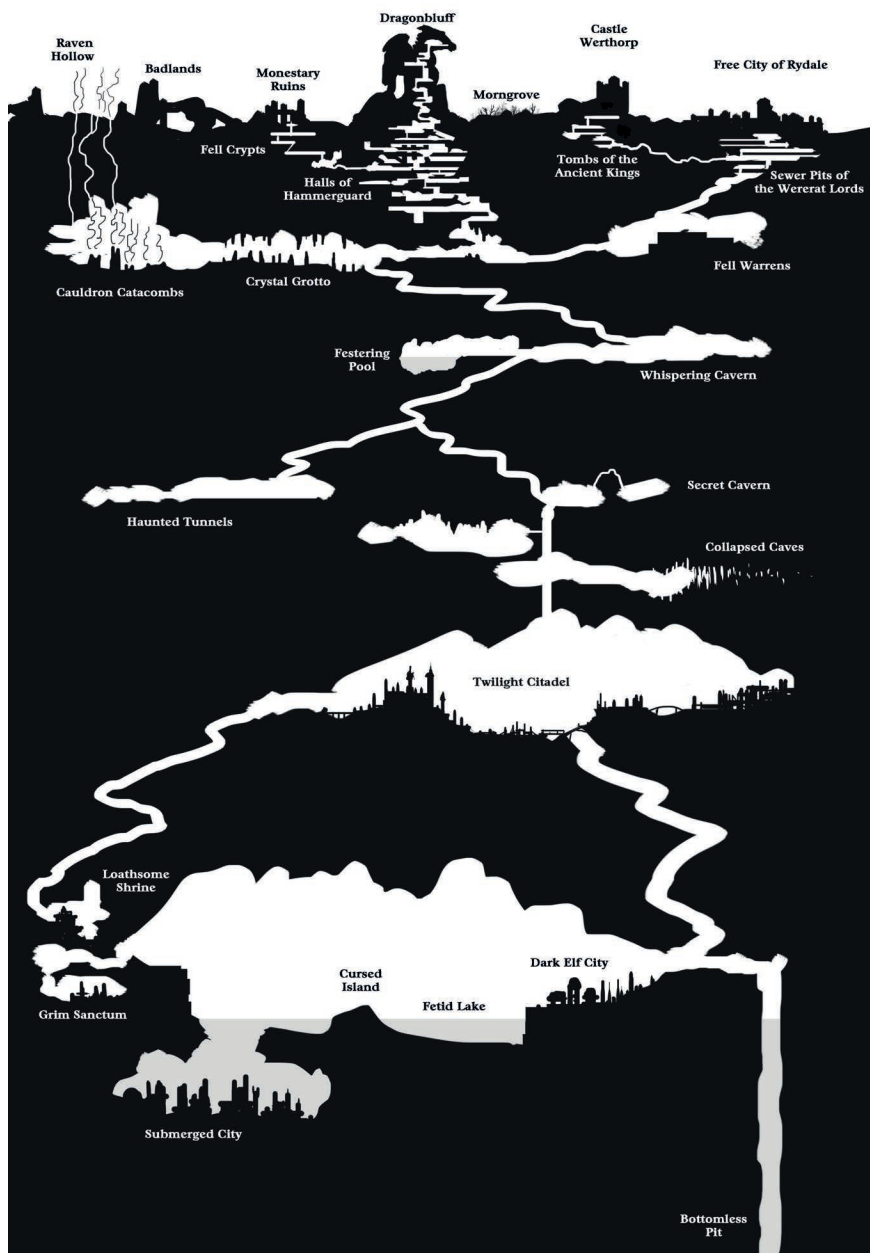 Dragonbluff
Raven
Hollow
Badlands
Monestary
Ruins
Morngrove
Castle
Werthorp
Free City of Rydale
Fell Crypts
Halls of
Hammerguard
Tombs of the
Ancient Kings
Sewer Pits of
the Wererat Lords
Cauldron Catacombs
Crystal Grotto
Fell Warrens
Festering
Pool
Whispering Cavern
Haunted Tunnels
Secret Cavern
Collapsed Caves
Twilight Citadel
Loathsome
Shrine
Grim Sanctum
Cursed
Island
Fetid Lake
Dark Elf City
Submerged City
Bottomless
Pit